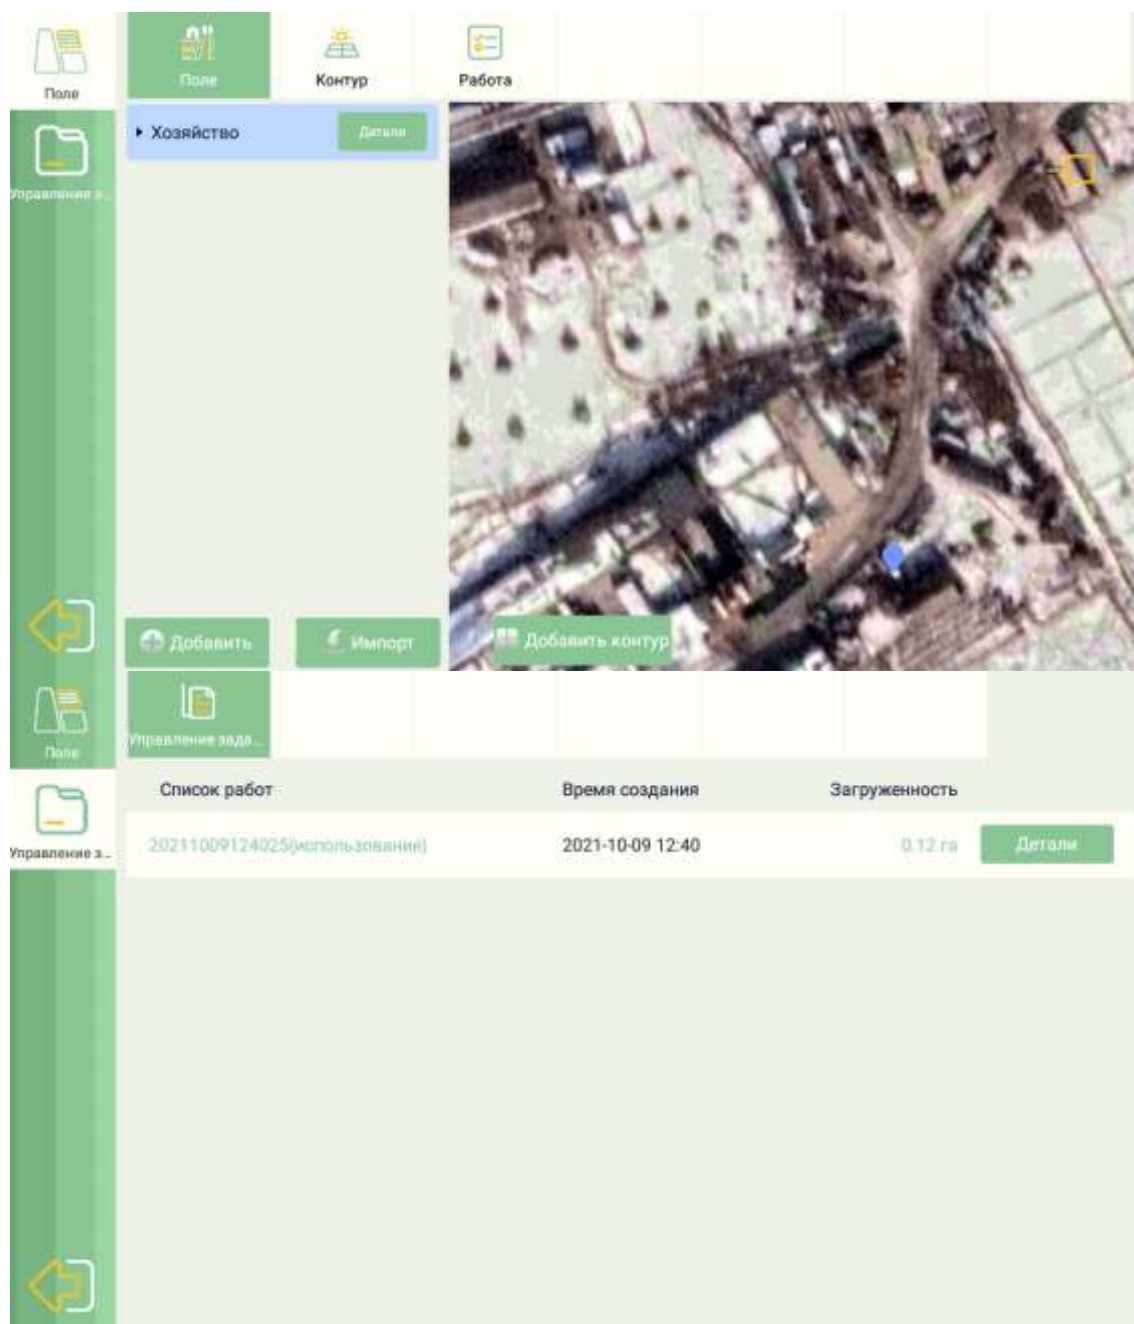 Поле
Поле
Контур
Работа
Управление з...
Хозяйство
Детали
Добавить
Импорт
Добавить контур
Поле
Управление зада...
Управление з...
Список работ
Время создания
Загруженность
20211009124025(использование)
2021-10-09 12:40
0.12 га
Детали